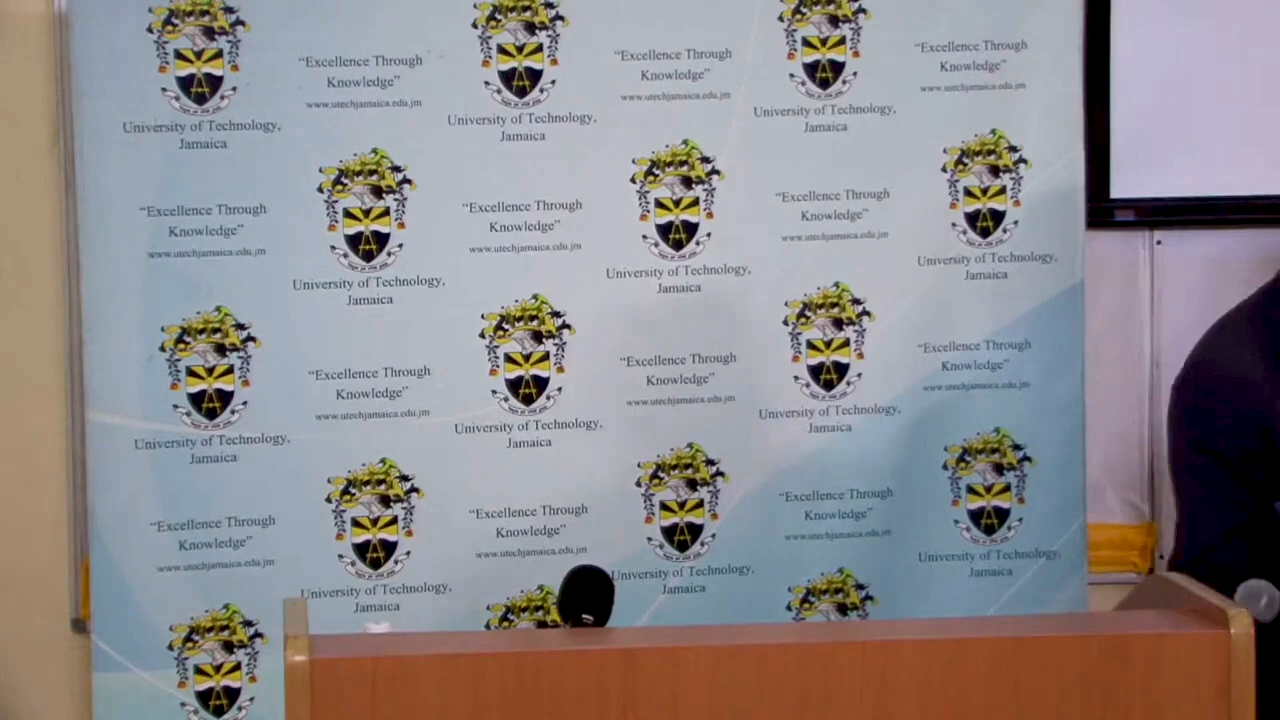 “Excellence Through
Knowledge”
www.utechjamaica.edu.jm
“Excellence Through
Knowledge”
www.utechjamaica.edu.jm
“Excellence Through
Knowledge”
www.utechjamaica.edu.jm
University of Technology,
Jamaica
University of Technology,
Jamaica
University of Technology,
Jamaica
“Excellence Through
Knowledge”
www.utechjamaica.edu.jm
“Excellence Through
Knowledge”
www.utechjamaica.edu.jm
“Excellence Through
Knowledge”
www.utechjamaica.edu.jm
University of Technology,
Jamaica
University of Technology,
Jamaica
University of Technology,
Jamaica
“Excellence Through
Knowledge”
www.utechjamaica.edu.jm
“Excellence Through
Knowledge”
www.utechjamaica.edu.jm
“Excellence Through
Knowledge”
www.utechjamaica.edu.jm
University of Technology,
Jamaica
University of Technology,
Jamaica
University of Technology,
Jamaica
“Excellence Through
Knowledge”
www.utechjamaica.edu.jm
“Excellence Through
Knowledge”
www.utechjamaica.edu.jm
“Excellence Through
Knowledge”
www.utechjamaica.edu.jm
University of Technology,
Jamaica
University of Technology,
Jamaica
University of Technology,
Jamaica